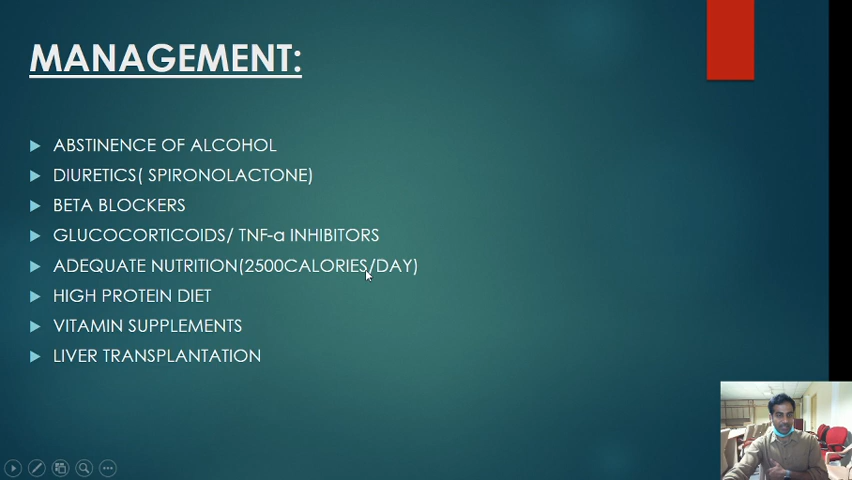 MANAGEMENT:
ABSTINENCE OF ALCOHOL
DIURETICS( SPIRONOLACTONE)
BETA BLOCKERS
GLUCOCORTICOIDS/ TNF-α INHIBITORS
ADEQUATE NUTRITION(2500CALORIES/DAY)
HIGH PROTEIN DIET
VITAMIN SUPPLEMENTS
LIVER TRANSPLANTATION